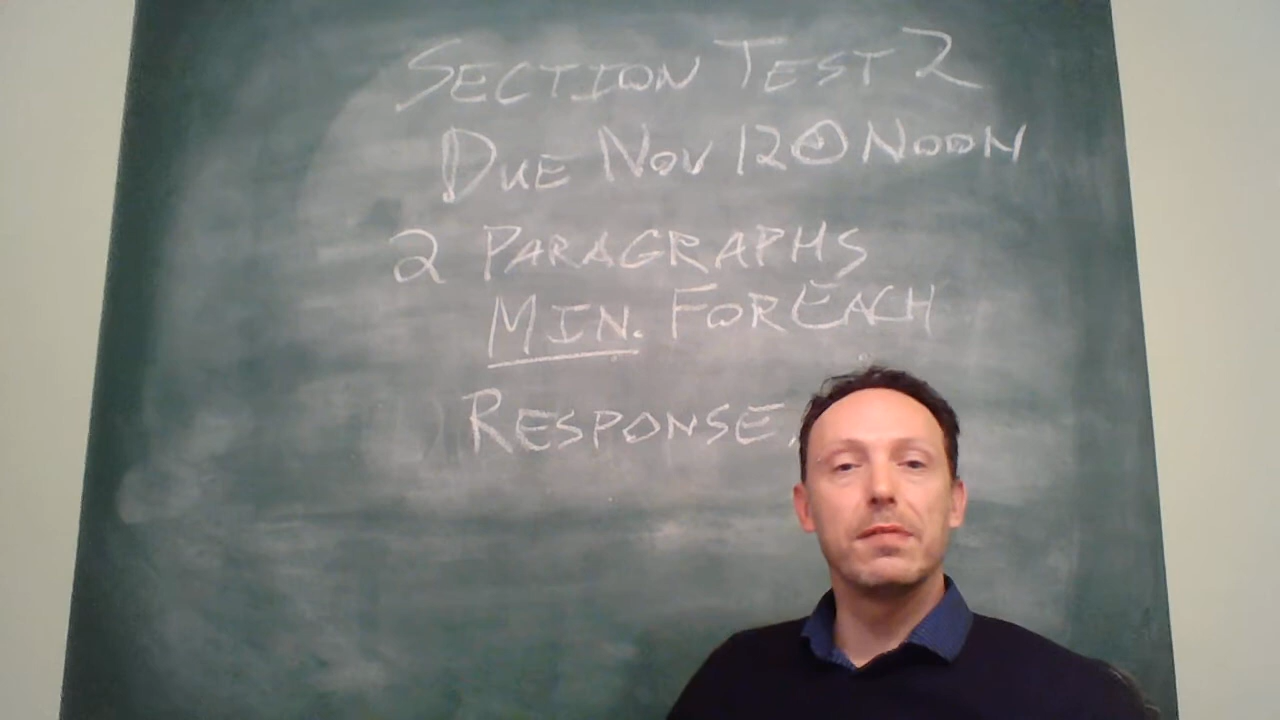 SECTION TEST 2
DUE NOV 12 @ NOON
2 PARAGRAPHS
MIN. FOR EACH
RESPONSE.